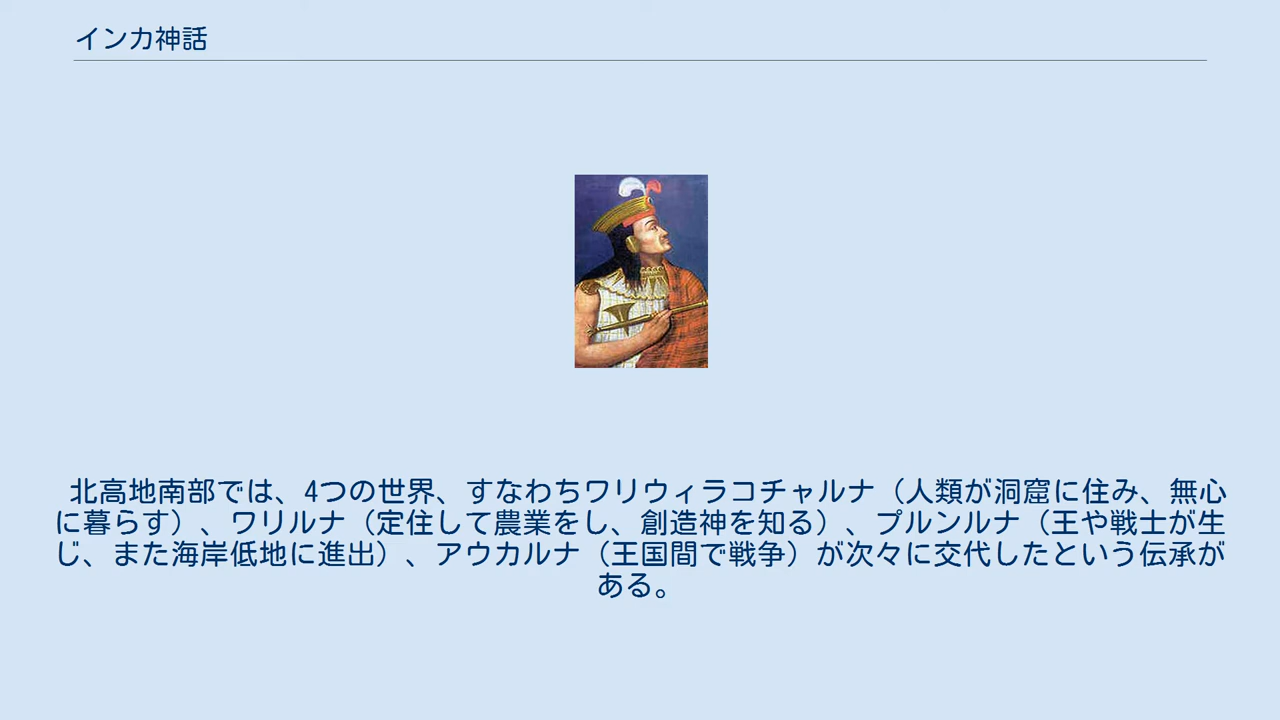 インカ神話
北高地南部では、4つの世界、すなわちワリウィラコチャルナ（人類が洞窟に住み、無心
に暮らす）、ワリルナ（定住して農業をし、創造神を知る）、プルンルナ（王や戦士が生
じ、また海岸低地に進出）、アウカルナ（王国間で戦争）が次々に交代したという伝承が
ある。